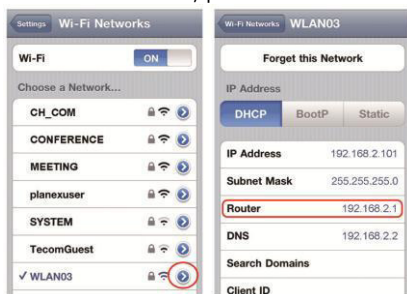 Settings Wi-Fi Networks
Wi-Fi ON
Choose a Network...
CH_COM
CONFERENCE
MEETING
planexuser
SYSTEM
TecomGuest
✓ WLAN03
Wi-Fi Networks WLAN03
Forget this Network
IP Address
DHCP BootP Static
IP Address 192.168.2.101
Subnet Mask 255.255.255.0
Router 192.168.2.1
DNS 192.168.2.2
Search Domains
Client ID